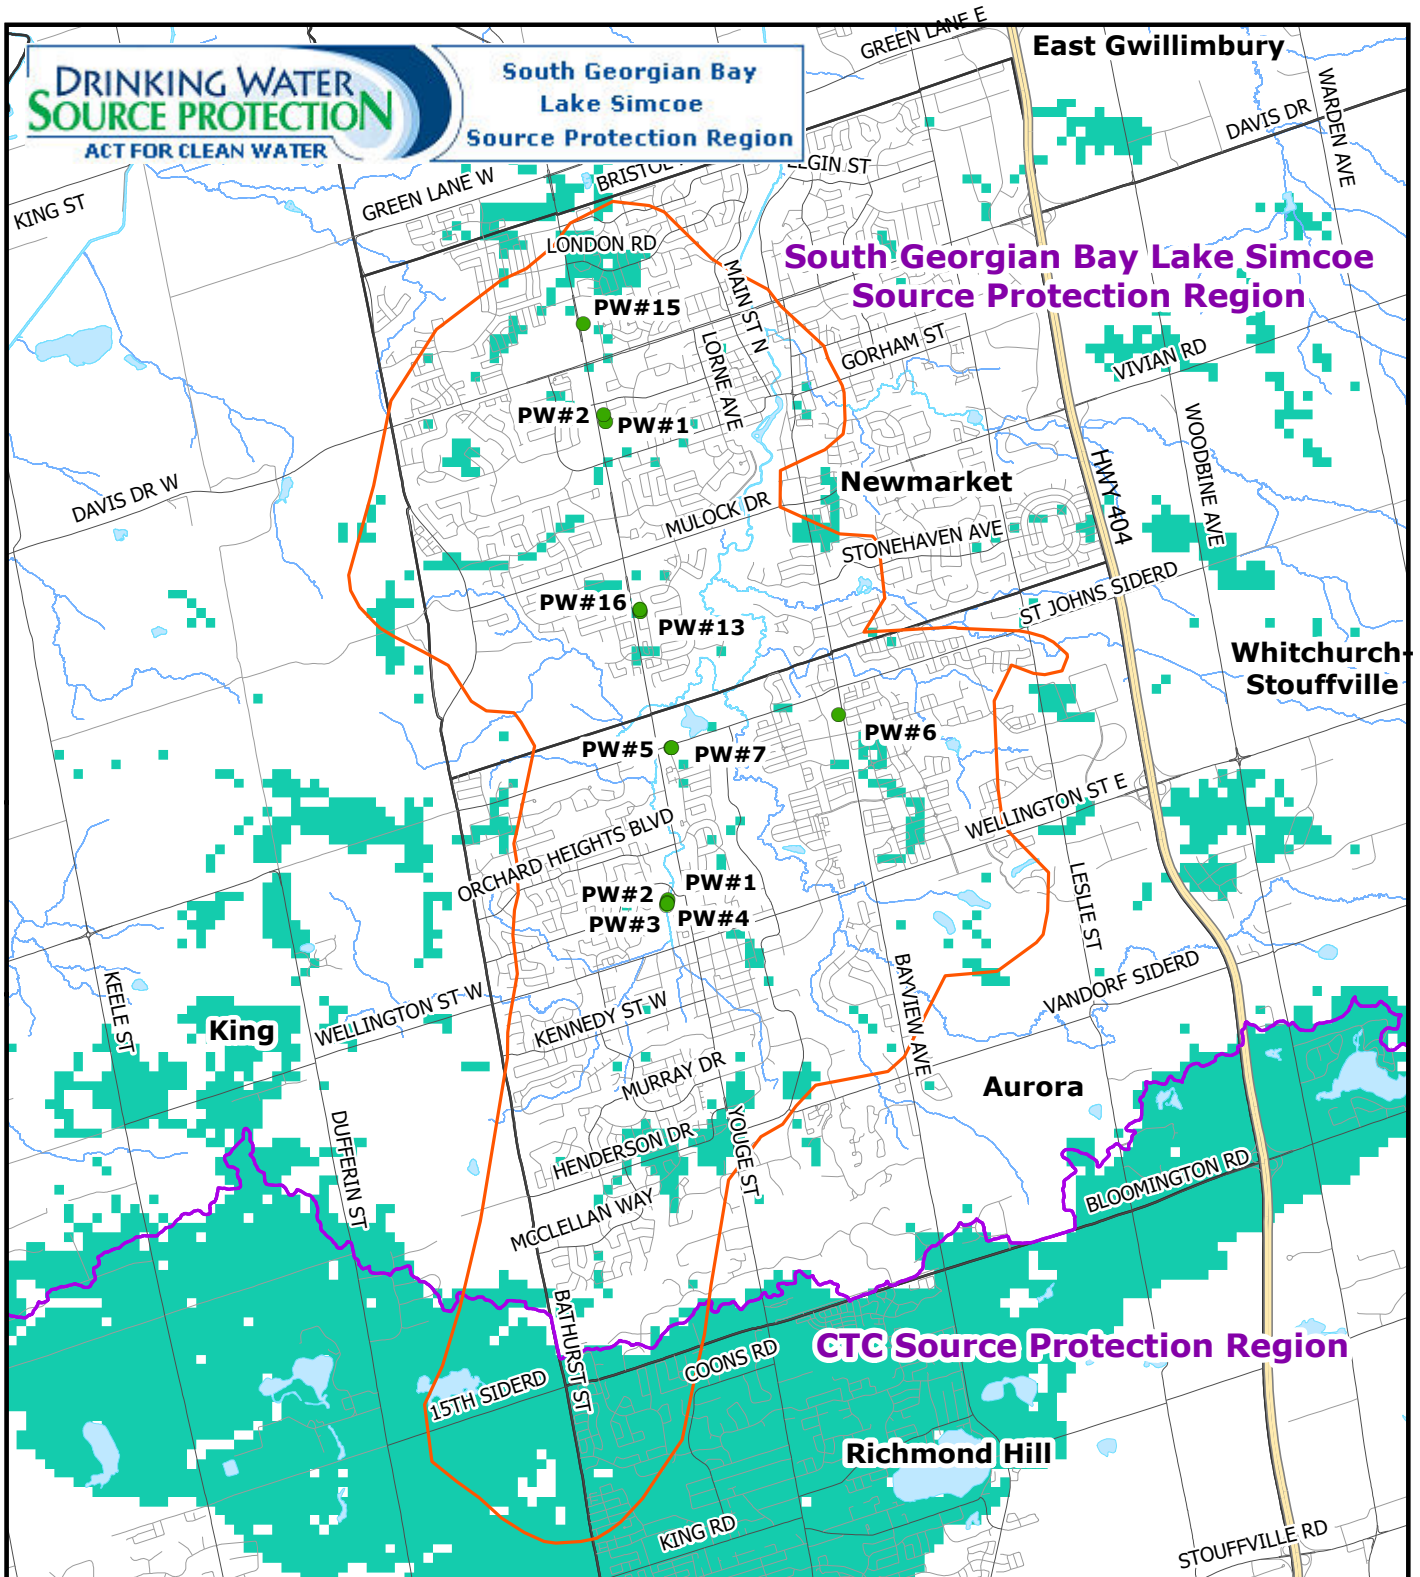 GREEN LANE E
East Gwillimbury
DRINKING WATER
SOURCE PROTECTION
ACT FOR CLEAN WATER
South Georgian Bay
Lake Simcoe
Source Protection Region
WARDEN AVE
DAVIS DR
ELGIN ST
BRISTOL
GREEN LANE W
KING ST
LONDON RD
South Georgian Bay Lake Simcoe
Source Protection Region
MAIN ST N
PW#15
LORNE AVE
GORHAM ST
VIVIAN RD
PW#2
PW#1
WOODBINE AVE
HWY 404
DAVIS DR W
Newmarket
MULOCK DR
STONEHAVEN AVE
ST JOHNS SIDERD
PW#16
PW#13
Whitchurch-
Stouffville
PW#6
PW#5
PW#7
WELLINGTON ST E
ORCHARD HEIGHTS BLVD
PW#1
PW#2
PW#3
PW#4
LESLIE ST
KEELE ST
BAYVIEW AVE
VANDORF SIDERD
WELLINGTON ST W
King
KENNEDY ST W
MURRAY DR
Aurora
DUFFERIN ST
YOUGE ST
HENDERSON DR
BLOOMINGTON RD
MCCLELLAN WAY
BATHURST ST
CTC Source Protection Region
COONS RD
15TH SIDERD
Richmond Hill
KING RD
STOUFFVILLE RD